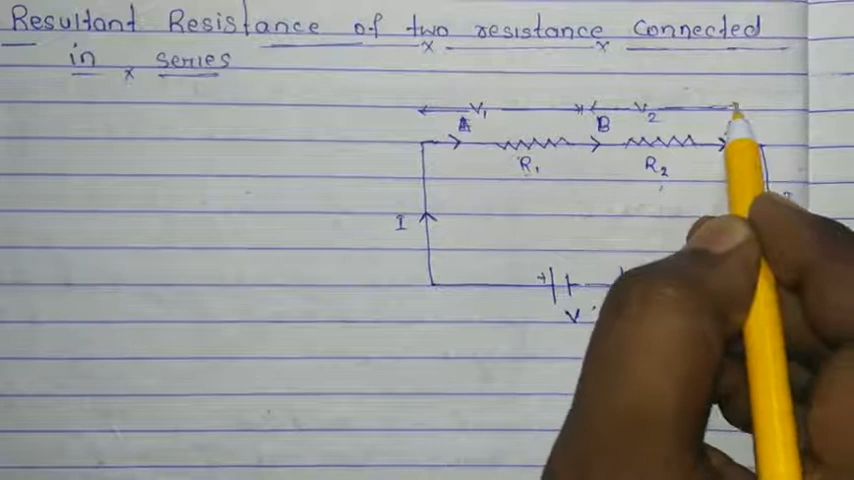 Resultant Resistance of two resistance Connected
in series
V1 V2
A B
R1 R2
I
+
V